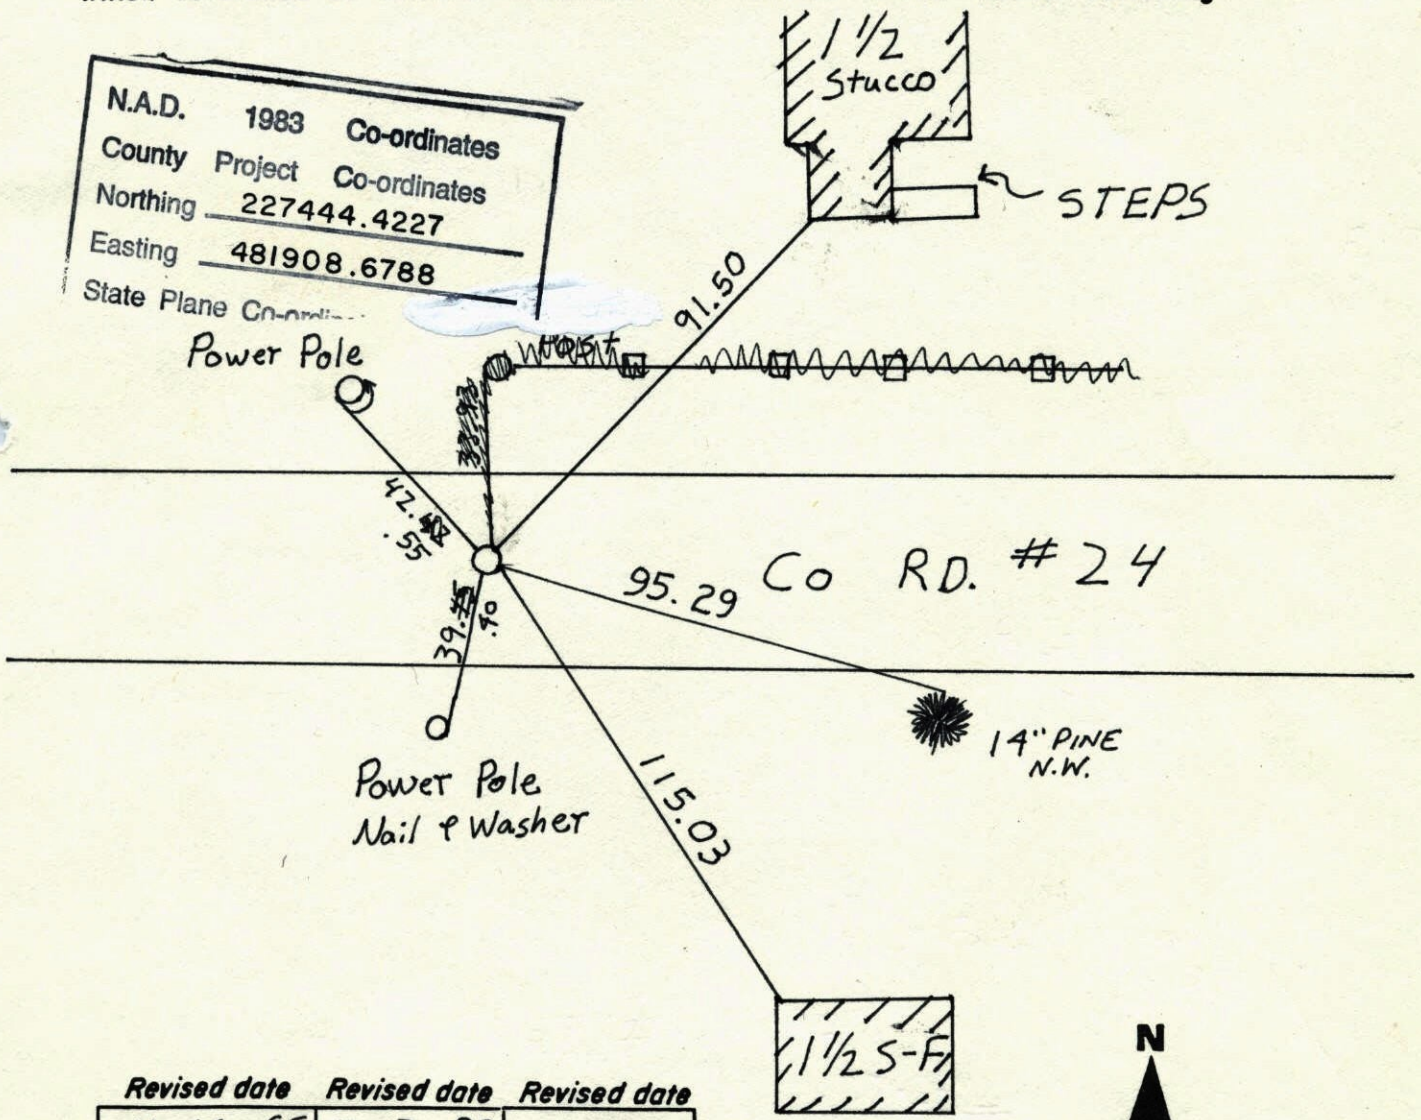 1 1/2
Stucco
N.A.D. 1983 Co-ordinates
County Project Co-ordinates
Northing 227444.4227
Easting 481908.6788
State Plane
STEPS
91.50
Power Pole
42.
.55
Co RD. #24
95.29
39.
.90
14" PINE
N.W.
Power Pole
Nail & Washer
115.03
1 1/2 S-F
N
Revised date Revised date Revised date